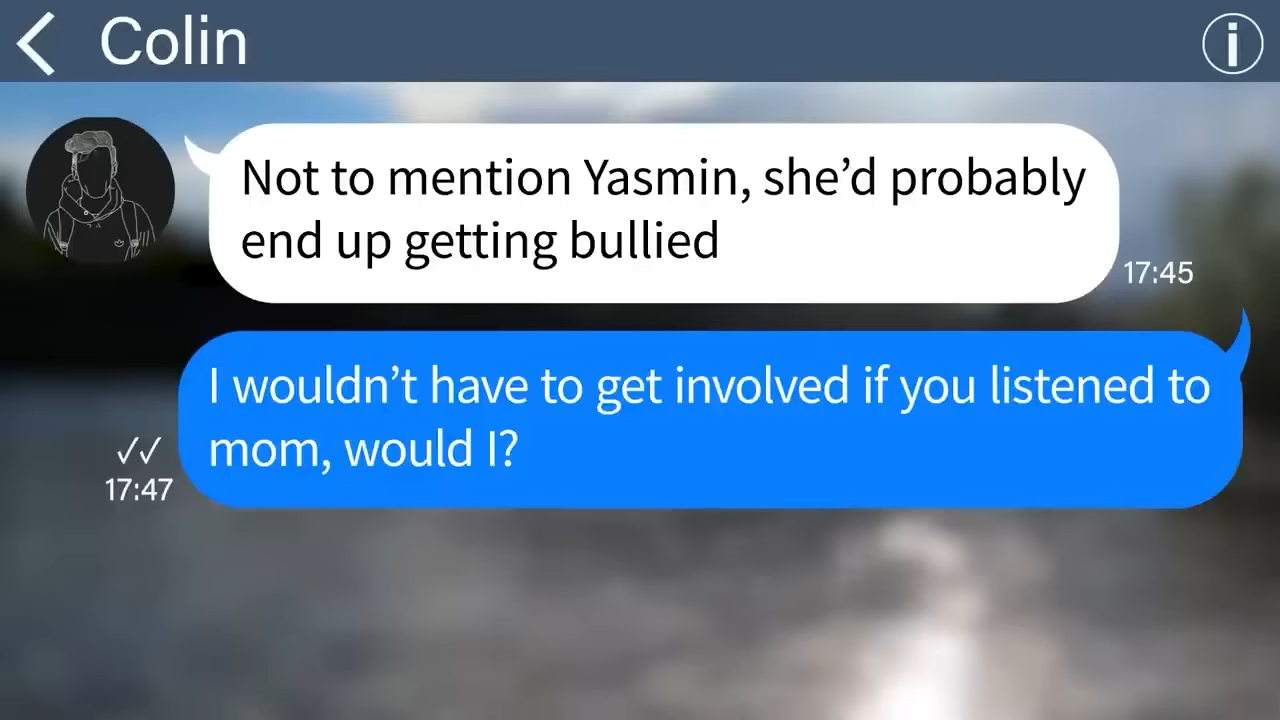 Colin
Not to mention Yasmin, she’d probably
end up getting bullied
17:45
I wouldn’t have to get involved if you listened to
mom, would I?
✓✓
17:47